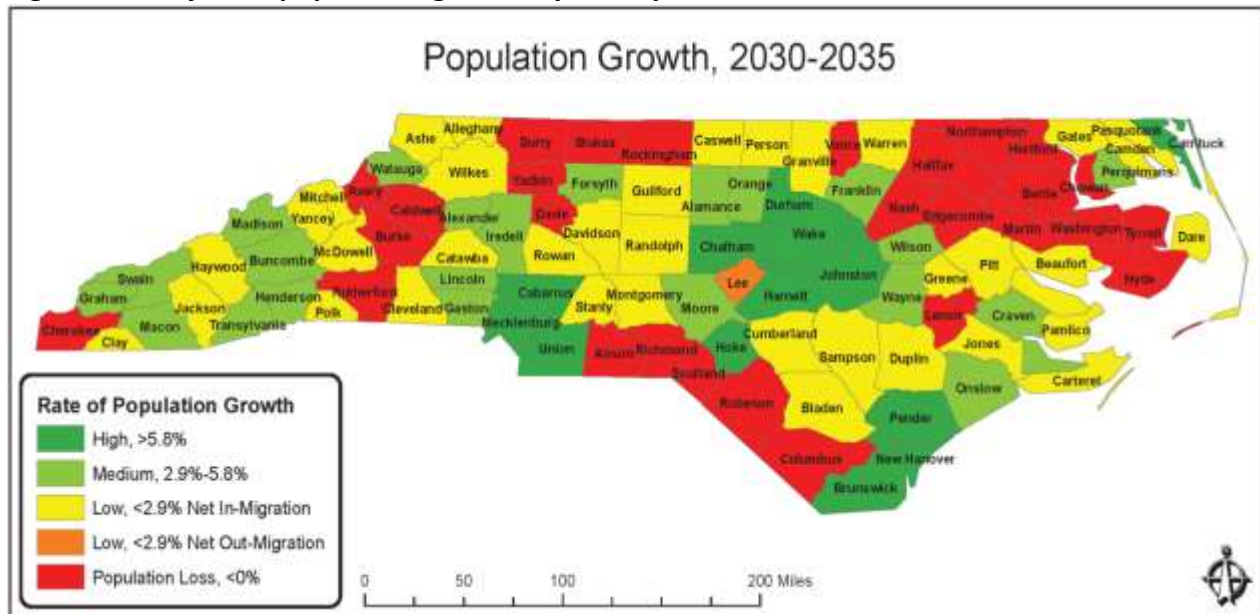 Population Growth, 2030-2035
Ashe
Alleghany
Surry
Stokes
Rockingham
Caswell
Person
Granville
Vance
Warren
Northampton
Hertford
Gates
Pasquotank
Camden
Currituck
Perquimans
Watauga
Wilkes
Yadkin
Forsyth
Guilford
Alamance
Orange
Durham
Franklin
Halifax
Bertie
Chowan
Mitchell
Avery
Caldwell
Alexander
Iredell
Davie
Davidson
Randolph
Chatham
Wake
Nash
Edgecombe
Martin
Washington
Tyrrell
Dare
Madison
Yancey
Burke
McDowell
Catawba
Rowan
Johnston
Wilson
Pitt
Beaufort
Hyde
Swain
Haywood
Buncombe
Lincoln
Lee
Harnett
Wayne
Greene
Graham
Jackson
Henderson
Rutherford
Cleveland
Gaston
Cabarrus
Stanly
Montgomery
Moore
Lenoir
Craven
Pamlico
Cherokee
Macon
Clay
Transylvania
Polk
Mecklenburg
Union
Anson
Richmond
Hoke
Cumberland
Sampson
Duplin
Jones
Carteret
Scotland
Robeson
Bladen
Onslow
Pender
Columbus
New Hanover
Brunswick
Rate of Population Growth
High, >5.8%
Medium, 2.9%-5.8%
Low, <2.9% Net In-Migration
Low, <2.9% Net Out-Migration
Population Loss, <0%
0 50 100 200 Miles